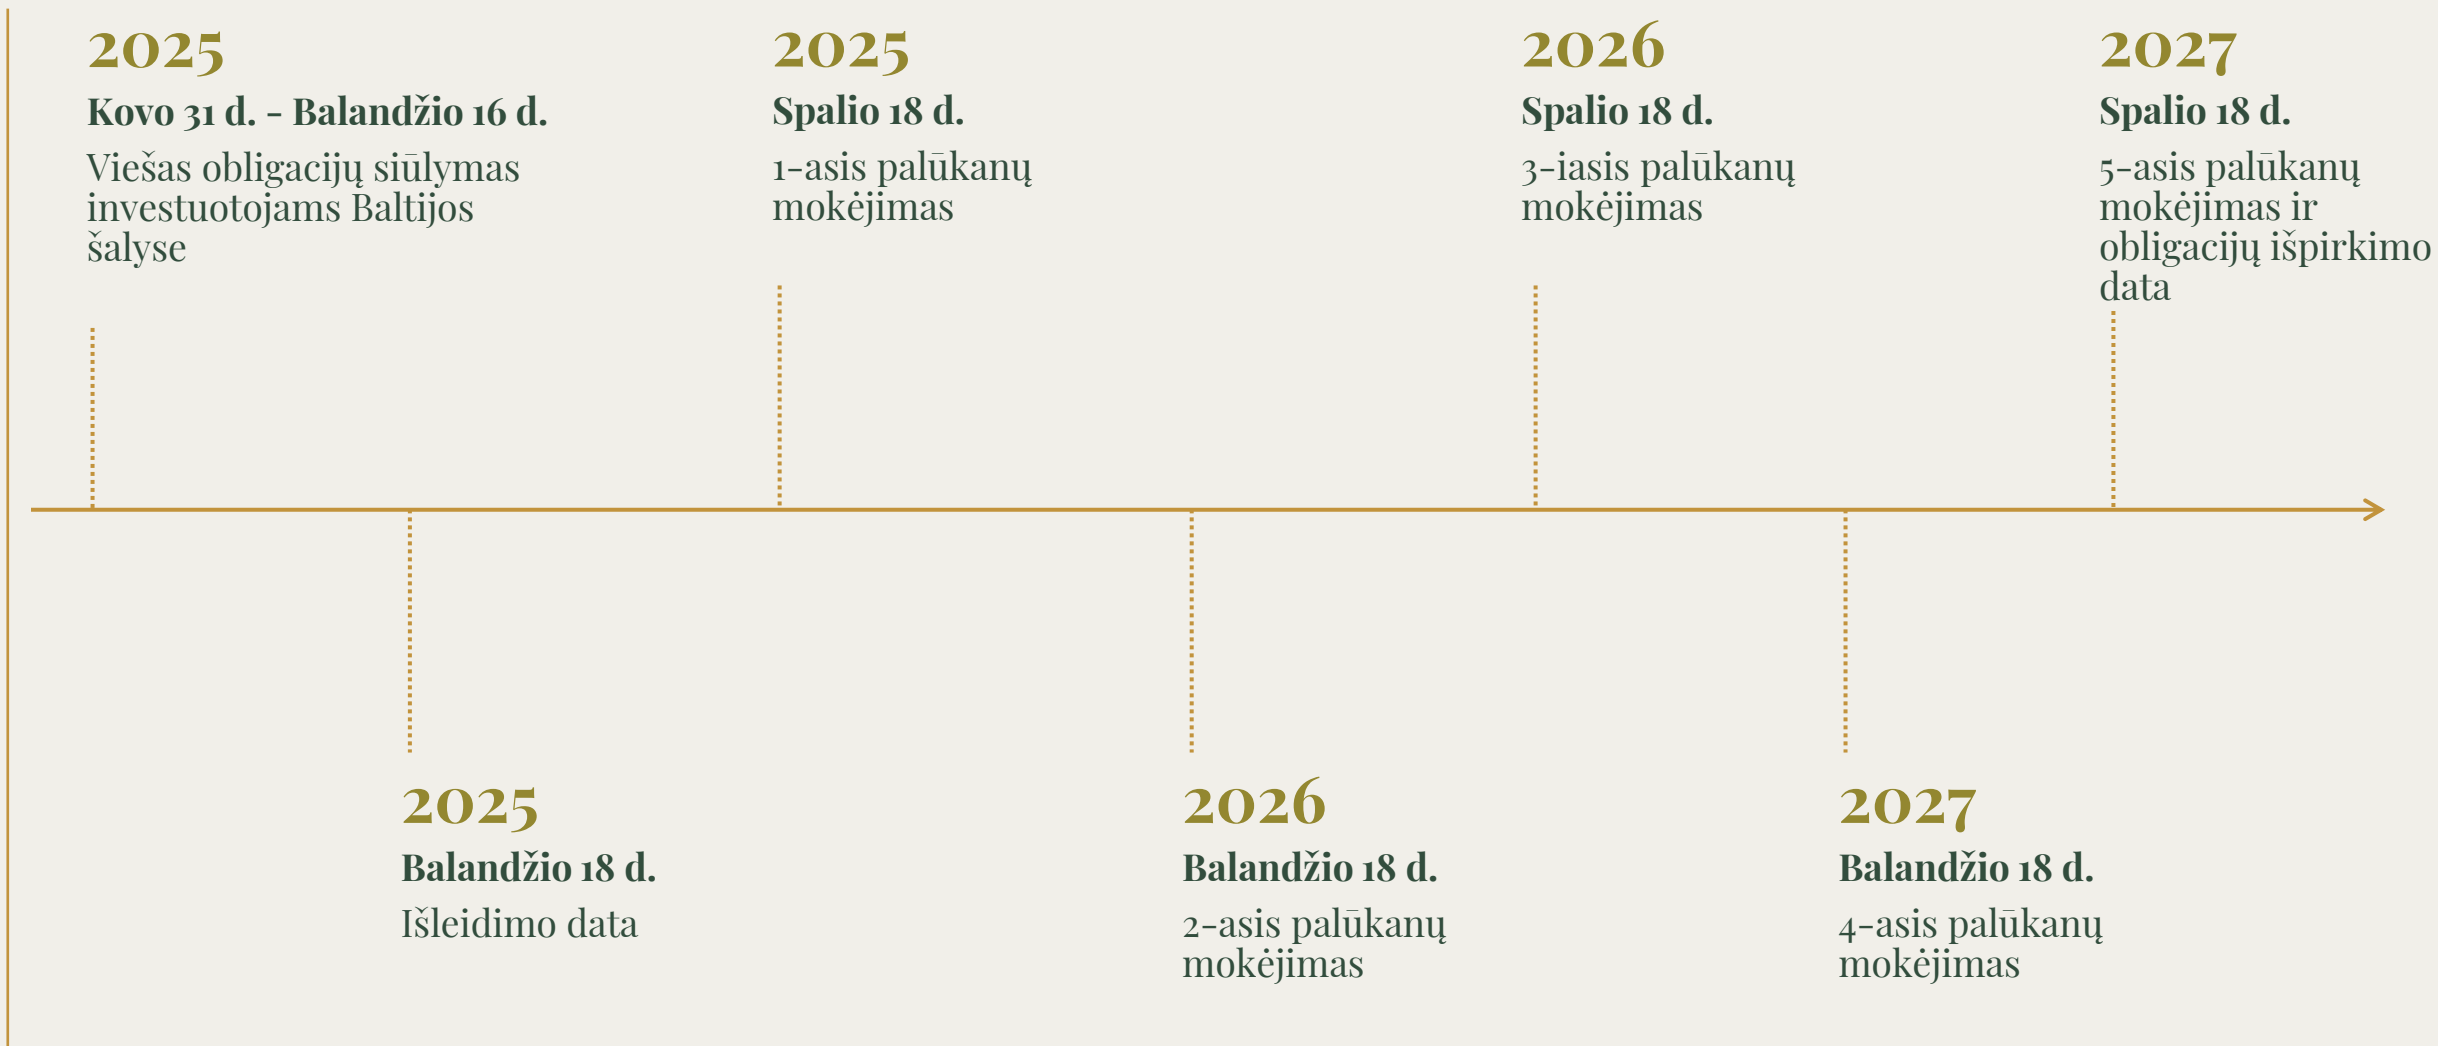 2025
Kovo 31 d. - Balandžio 16 d.
Viešas obligacijų siūlymas
investuotojams Baltijos
šalyse
2025
Balandžio 18 d.
Išleidimo data
2025
Spalio 18 d.
1-asis palūkanų
mokėjimas
2026
Balandžio 18 d.
2-asis palūkanų
mokėjimas
2026
Spalio 18 d.
3-iasis palūkanų
mokėjimas
2027
Balandžio 18 d.
4-asis palūkanų
mokėjimas
2027
Spalio 18 d.
5-asis palūkanų
mokėjimas ir
obligacijų išpirkimo
data